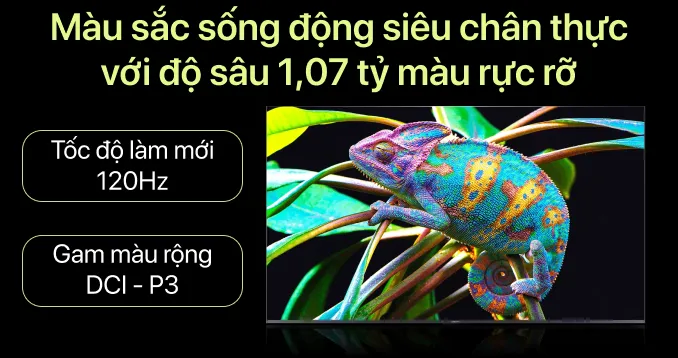 Màu sắc sống động siêu chân thực
với độ sâu 1,07 tỷ màu rực rỡ
Tốc độ làm mới
120Hz
Gam màu rộng
DCI - P3